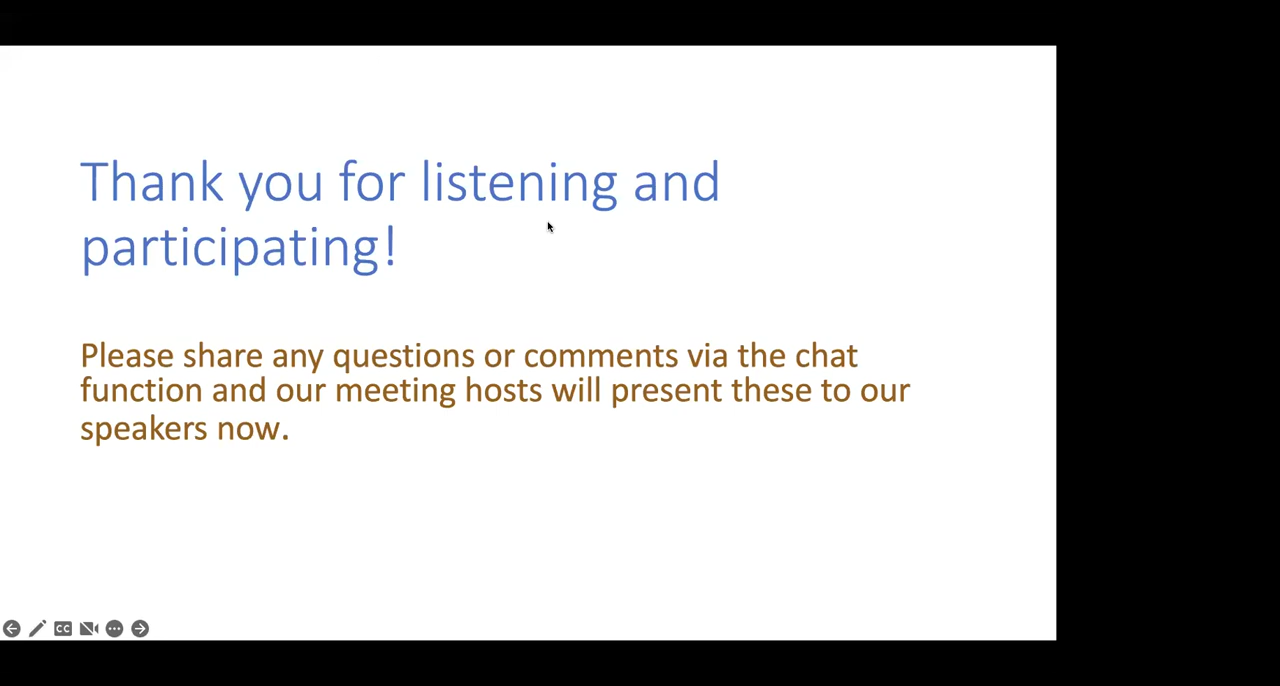 Thank you for listening and
participating!
Please share any questions or comments via the chat
function and our meeting hosts will present these to our
speakers now.
CC